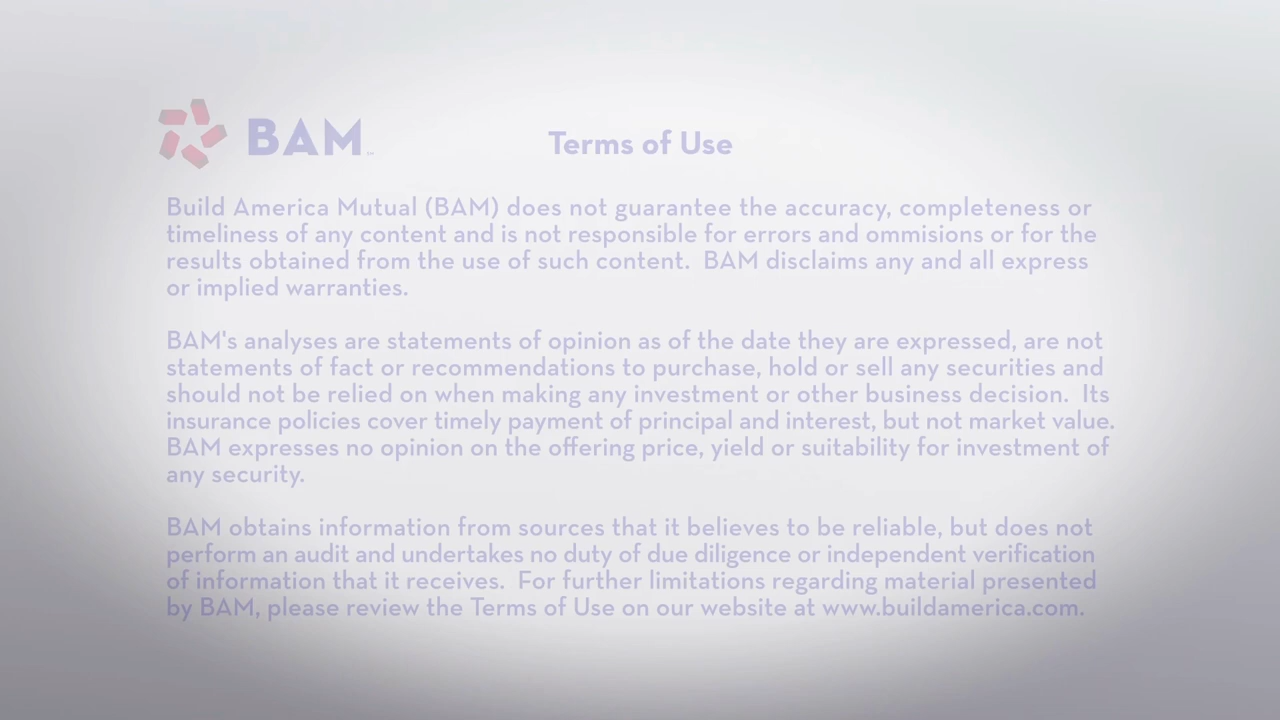 BAM
Terms of Use
Build America Mutual (BAM) does not guarantee the accuracy, completeness or
timeliness of any content and is not responsible for errors and ommisions or for the
results obtained from the use of such content.  BAM disclaims any and all express
or implied warranties.
BAM's analyses are statements of opinion as of the date they are expressed, are not
statements of fact or recommendations to purchase, hold or sell any securities and
should not be relied on when making any investment or other business decision.  Its
insurance policies cover timely payment of principal and interest, but not market value.
BAM expresses no opinion on the offering price, yield or suitability for investment of
any security.
BAM obtains information from sources that it believes to be reliable, but does not
perform an audit and undertakes no duty of due diligence or independent verification
of information that it receives.  For further limitations regarding material presented
by BAM, please review the Terms of Use on our website at www.buildamerica.com.